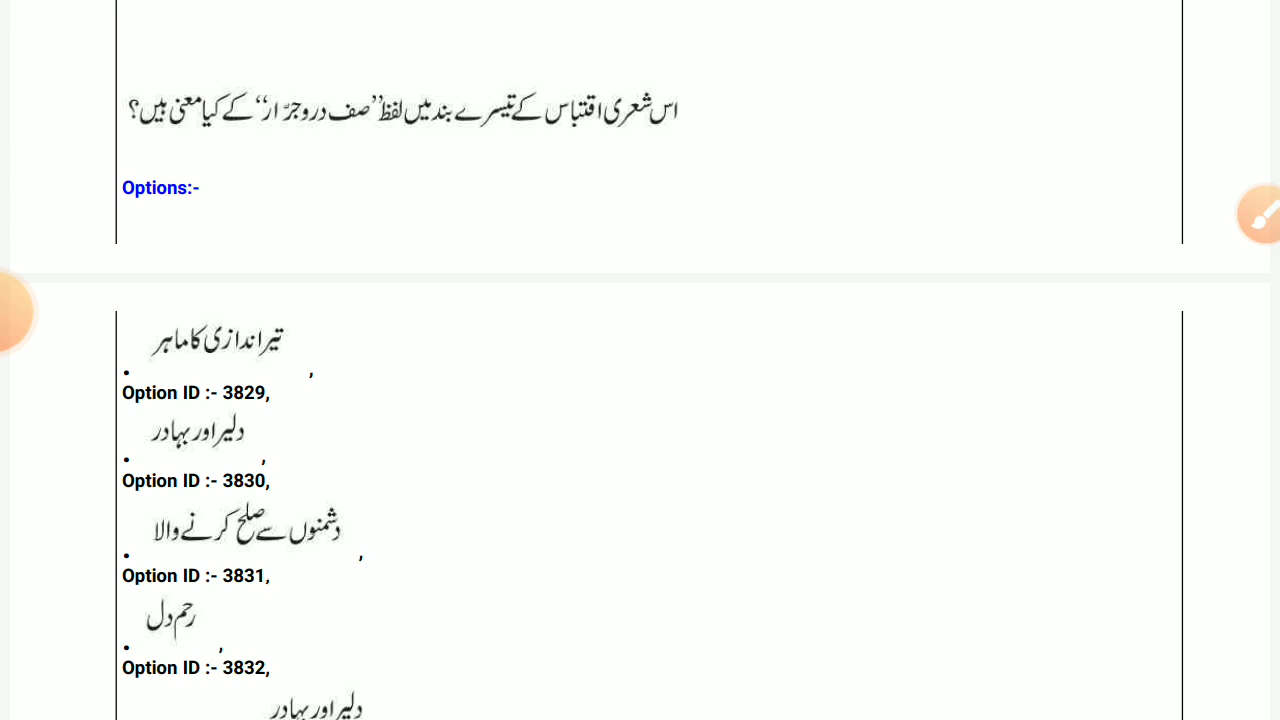 اس شعری اقتباس کے تیسرے بند میں لفظ ’’صف در و جرّار‘‘ کے کیا معنی ہیں؟
Options:-
تیر اندازی کا ماہر
• ,
Option ID :- 3829,
دلیر اور بہادر
• ,
Option ID :- 3830,
دشمنوں سے صلح کرنے والا
• ,
Option ID :- 3831,
رحم دل
• ,
Option ID :- 3832,
دلیر اور بہادر